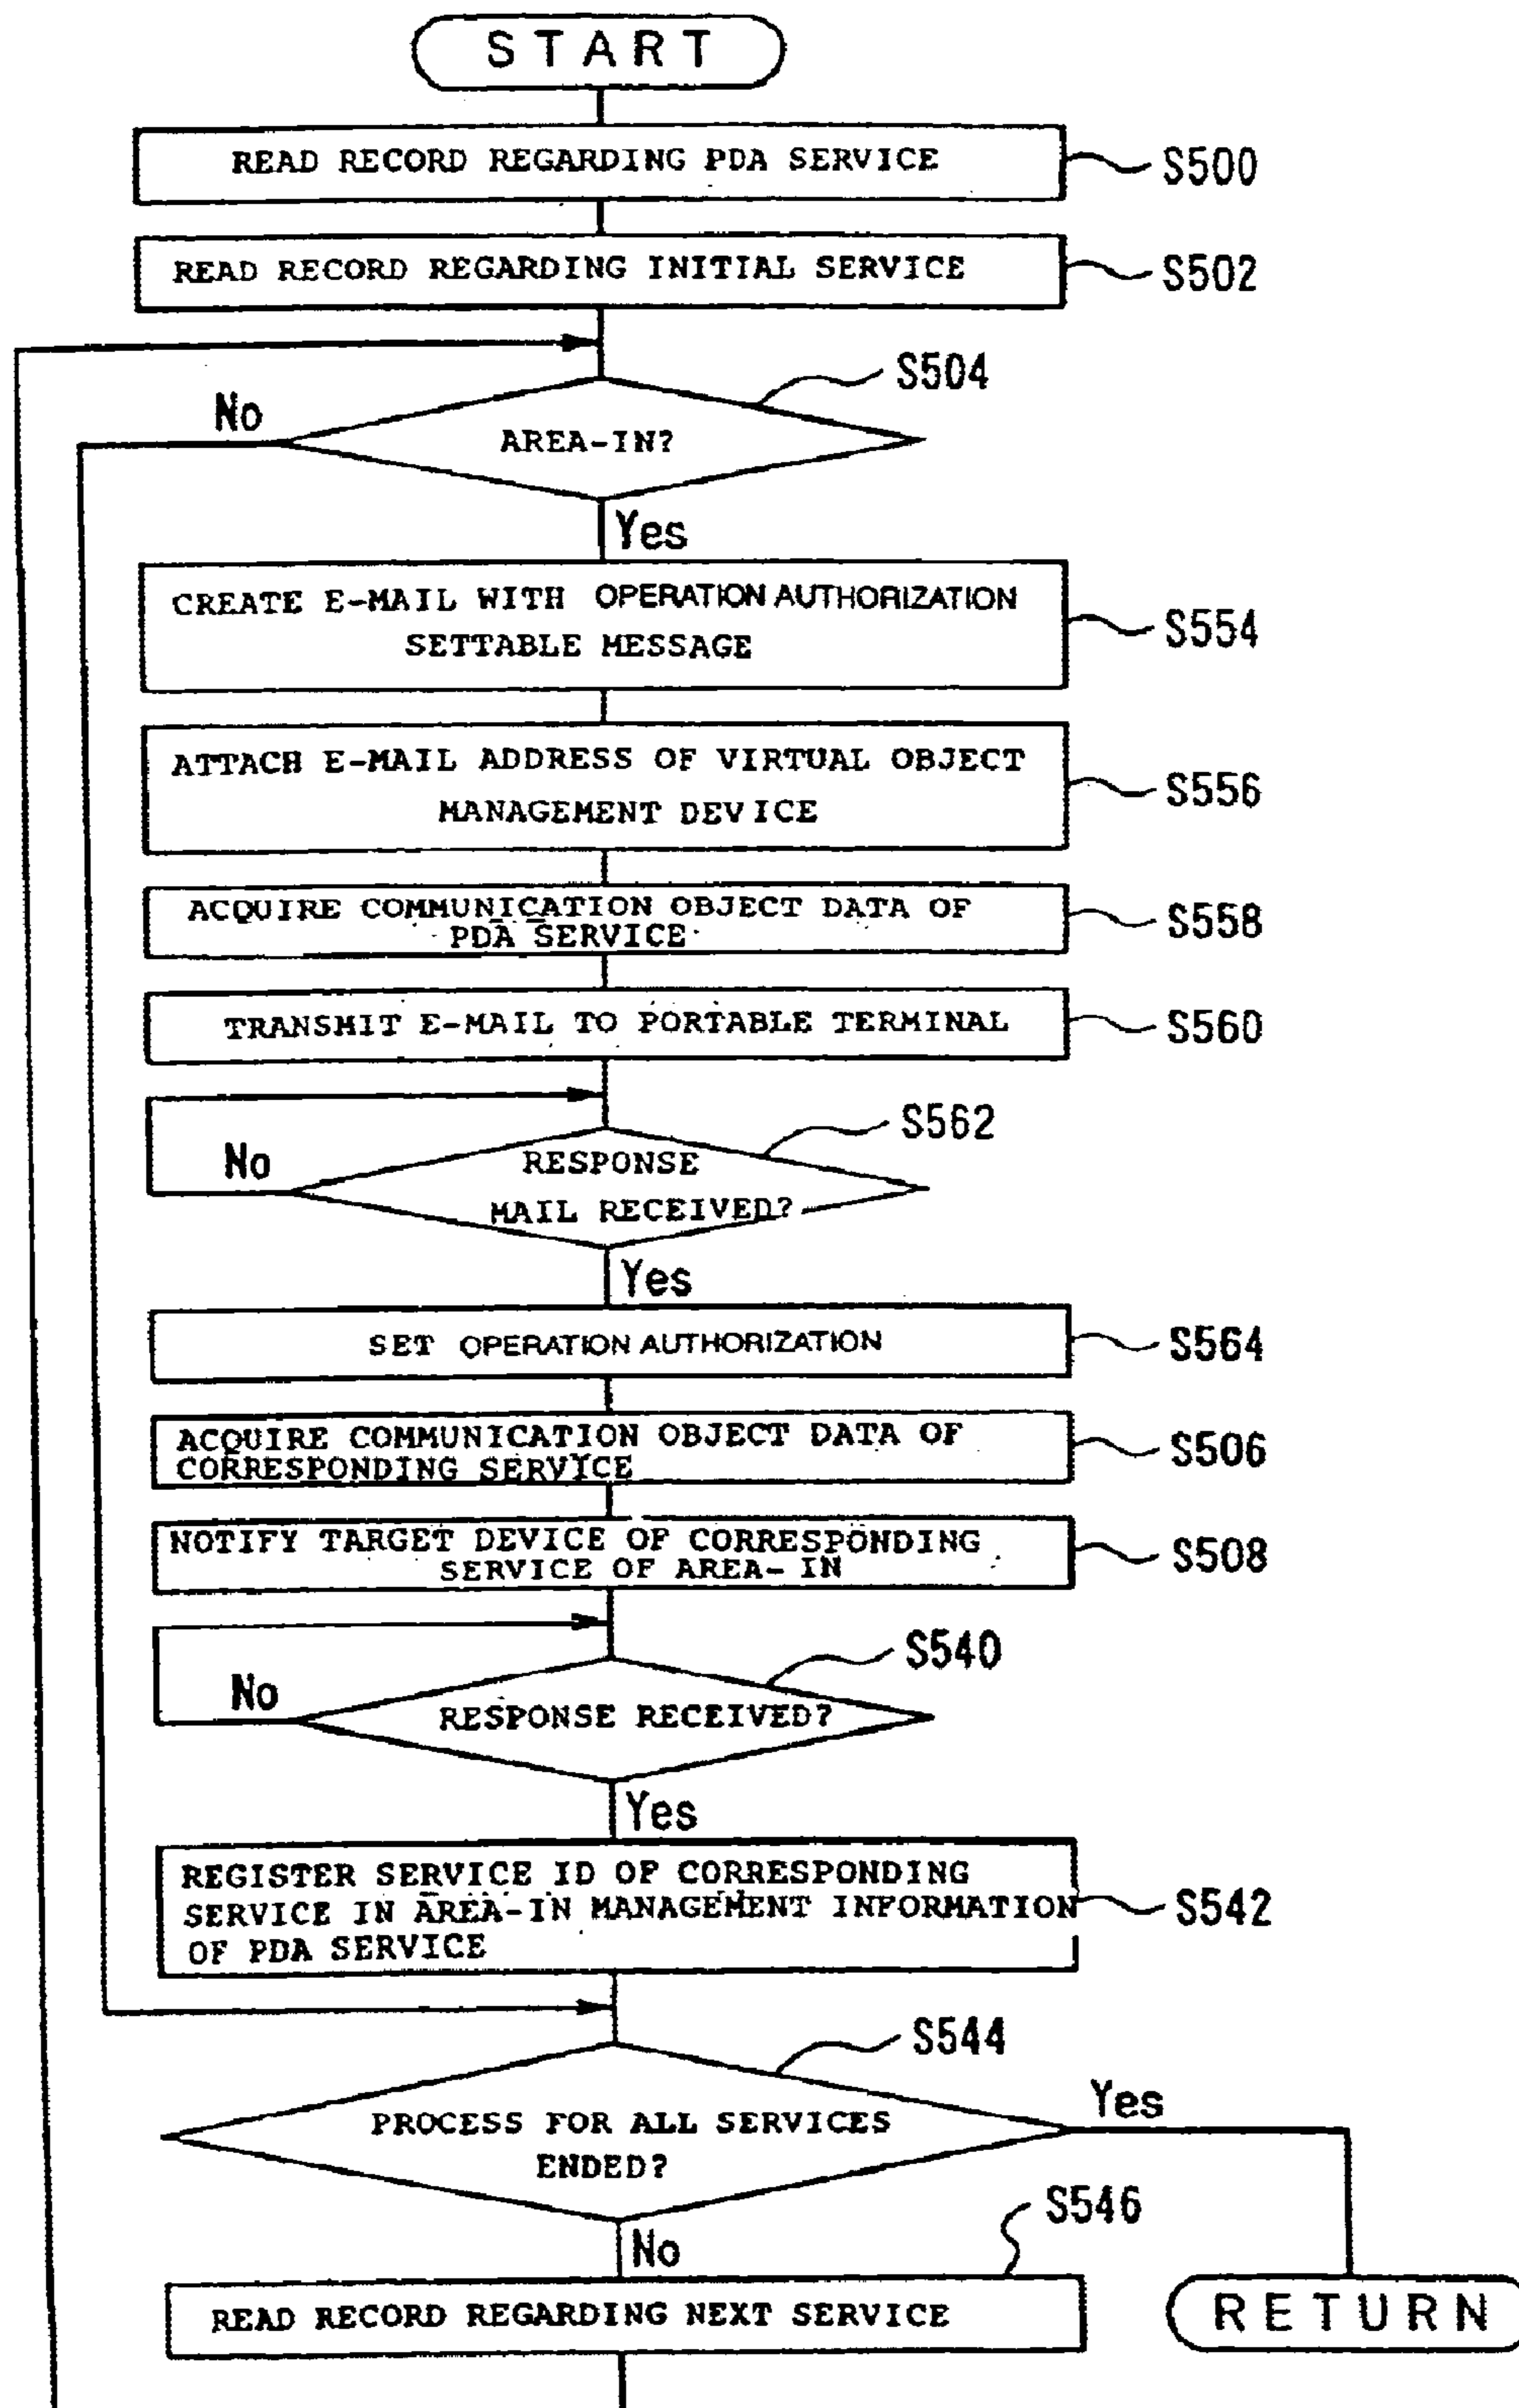 START
READ RECORD REGARDING PDA SERVICE
S500
READ RECORD REGARDING INITIAL SERVICE
S502
S504
No
AREA-IN?
Yes
CREATE E-MAIL WITH OPERATION AUTHORIZATION
SETTABLE MESSAGE
S554
ATTACH E-MAIL ADDRESS OF VIRTUAL OBJECT
MANAGEMENT DEVICE
S556
ACQUIRE COMMUNICATION OBJECT DATA OF
PDA SERVICE
S558
TRANSMIT E-MAIL TO PORTABLE TERMINAL
S560
S562
No
RESPONSE
MAIL RECEIVED?
Yes
SET OPERATION AUTHORIZATION
S564
ACQUIRE COMMUNICATION OBJECT DATA OF
CORRESPONDING SERVICE
S506
NOTIFY TARGET DEVICE OF CORRESPONDING
SERVICE OF AREA-IN
S508
S540
No
RESPONSE RECEIVED?
Yes
REGISTER SERVICE ID OF CORRESPONDING
SERVICE IN AREA-IN MANAGEMENT INFORMATION
OF PDA SERVICE
S542
S544
PROCESS FOR ALL SERVICES
ENDED?
Yes
No
S546
READ RECORD REGARDING NEXT SERVICE
RETURN